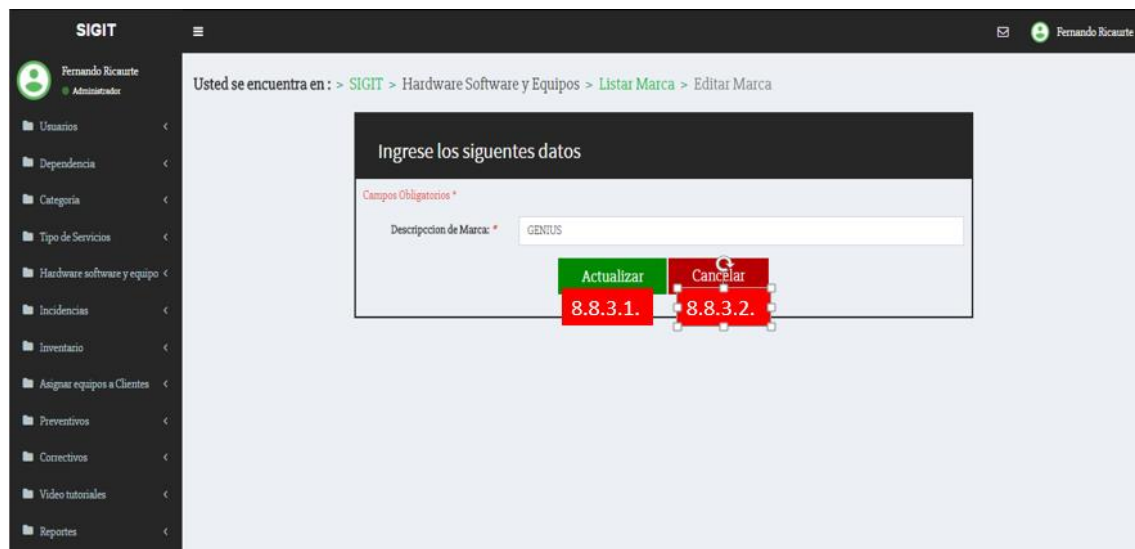 SIGIT
Fernando Ricaurte
Fernando Ricaurte
Administrador
Usted se encuentra en : > SIGIT > Hardware Software y Equipos > Listar Marca > Editar Marca
Usuarios
Dependencia
Categoria
Tipo de Servicios
Hardware software y equipo
Incidencias
Inventario
Asignar equipos a Clientes
Preventivos
Correctivos
Video tutoriales
Reportes
Ingrese los siguentes datos
Campos Obligatorios *
Descripccion de Marca: * GENIUS
Actualizar Cancelar
8.8.3.1. 8.8.3.2.